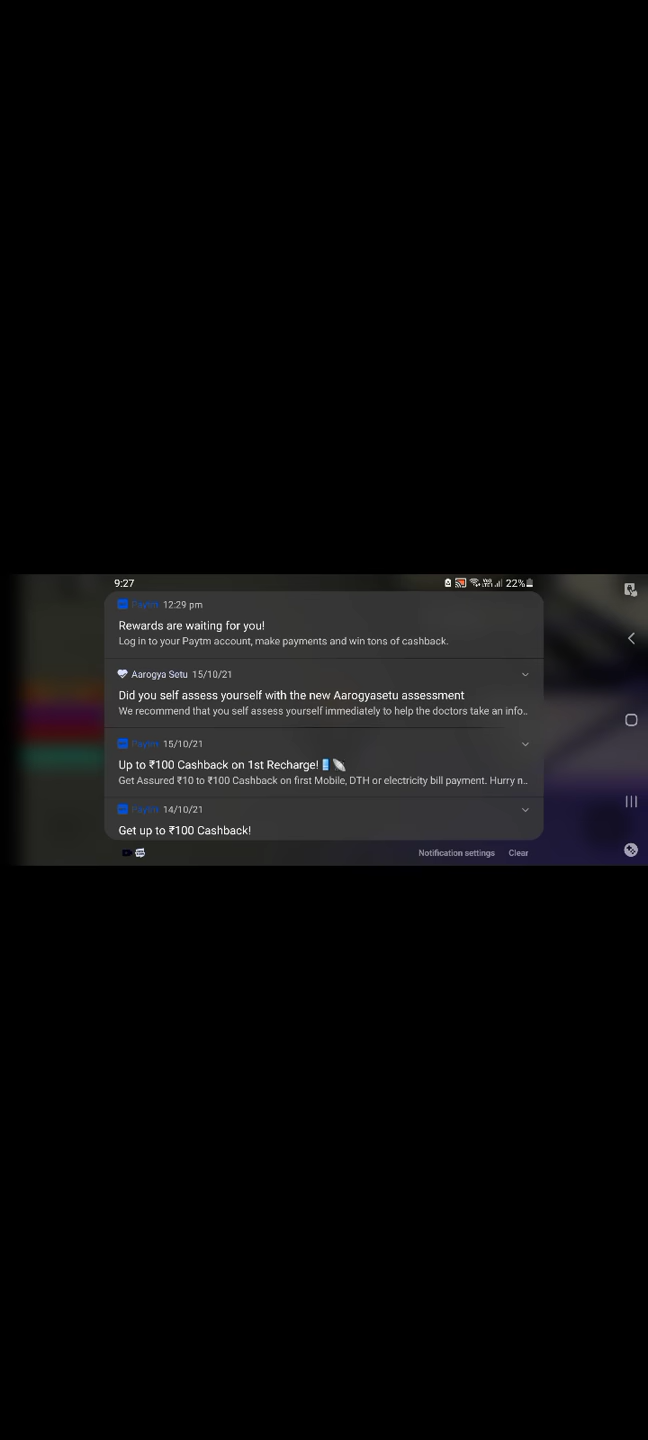 9:27
22%
Paytm 12:29 pm
Rewards are waiting for you!
Log in to your Paytm account, make payments and win tons of cashback.
Aarogya Setu 15/10/21
Did you self assess yourself with the new Aarogyasetu assessment
We recommend that you self assess yourself immediately to help the doctors take an info..
Paytm 15/10/21
Up to ₹100 Cashback on 1st Recharge!
Get Assured ₹10 to ₹100 Cashback on first Mobile, DTH or electricity bill payment. Hurry n..
Paytm 14/10/21
Get up to ₹100 Cashback!
Notification settings Clear